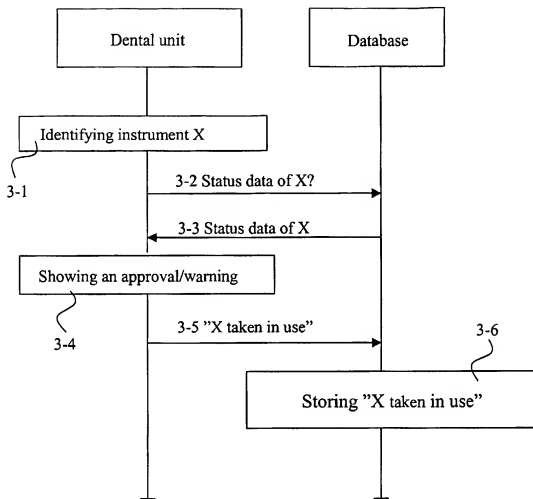 Dental unit
Database
Identifying instrument X
3-1
3-2 Status data of X?
3-3 Status data of X
Showing an approval/warning
3-4
3-5 ”X taken in use”
3-6
Storing ”X taken in use”